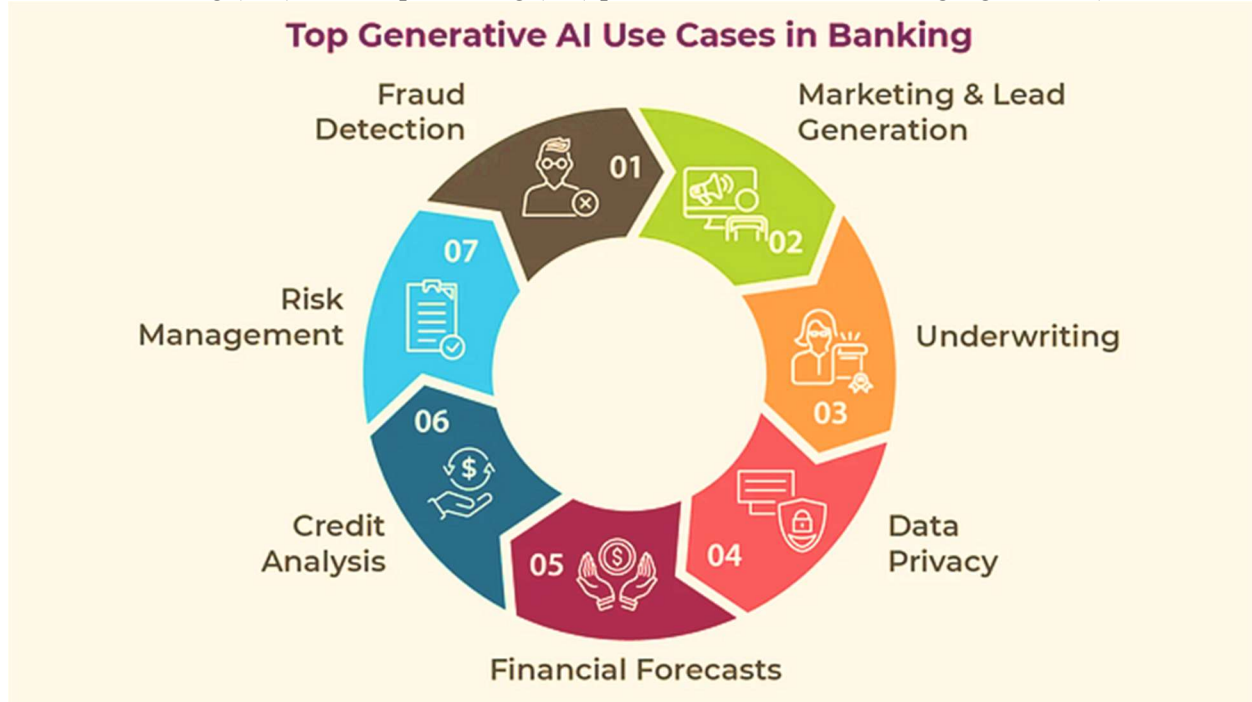 Top Generative AI Use Cases in Banking
Fraud
Detection
01
Marketing & Lead
Generation
02
Underwriting
03
Data
Privacy
04
Financial Forecasts
05
Credit
Analysis
06
$
$
Risk
Management
07